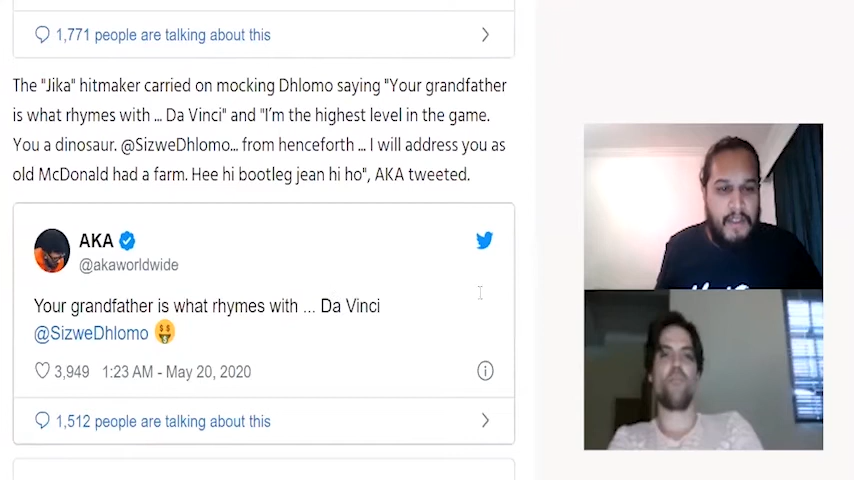 1,771 people are talking about this
The "Jika" hitmaker carried on mocking Dhlomo saying "Your grandfather
is what rhymes with ... Da Vinci" and "I'm the highest level in the game.
You a dinosaur. @SizweDhlomo... from henceforth ... I will address you as
old McDonald had a farm. Hee hi bootleg jean hi ho", AKA tweeted.
AKA
@akaworldwide
Your grandfather is what rhymes with ... Da Vinci
@SizweDhlomo 🤑
3,949 1:23 AM - May 20, 2020
1,512 people are talking about this